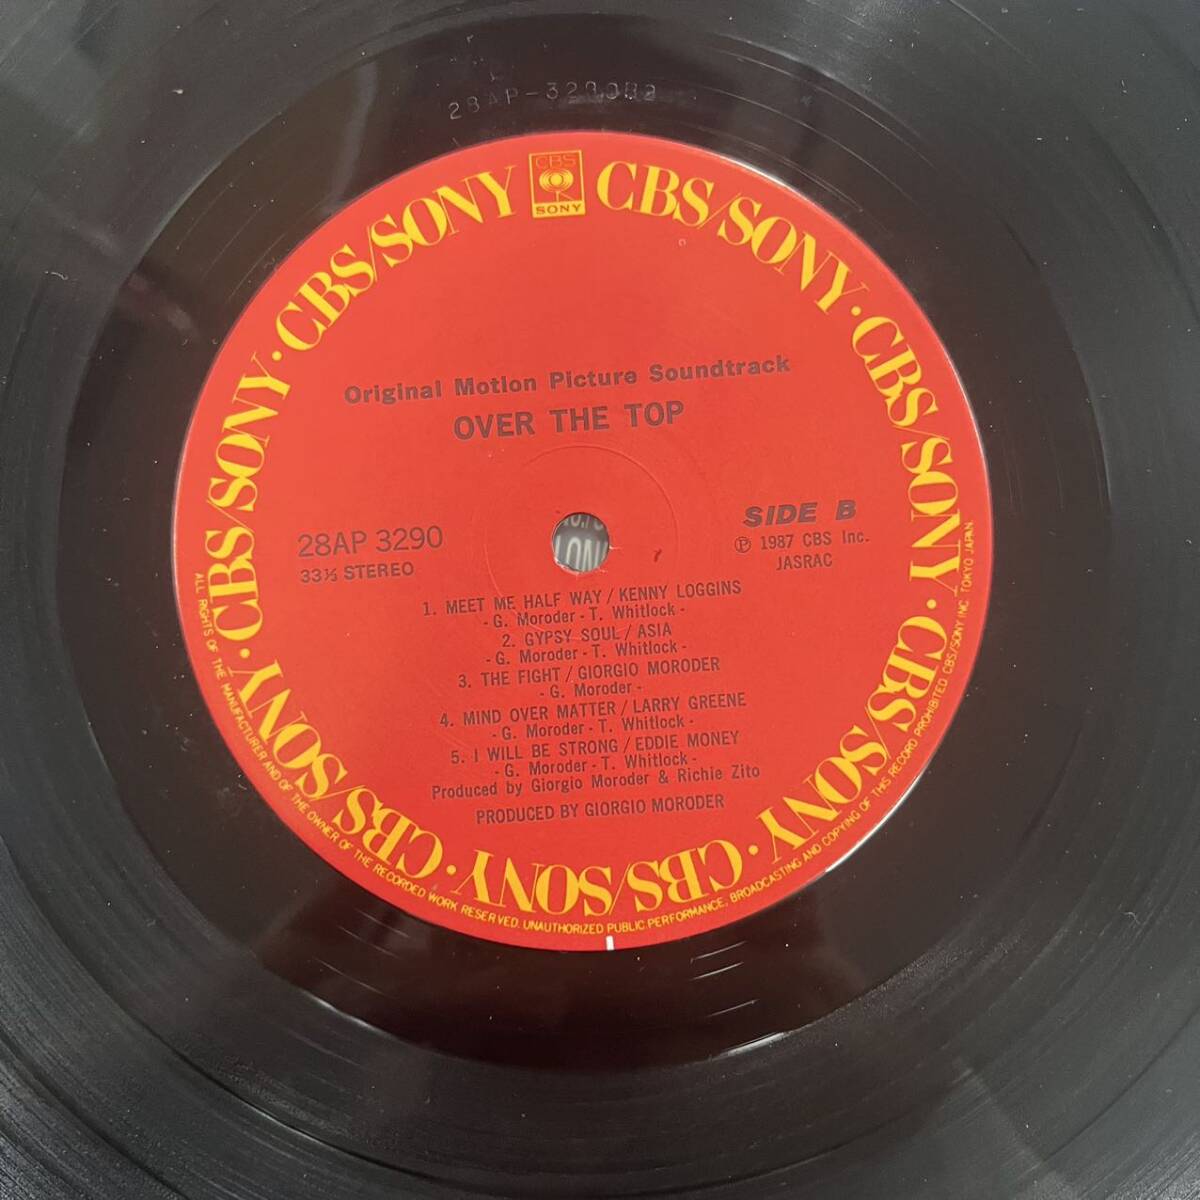 28AP-3290B2
CBS
SONY
CBS/SONY · CBS/SONY · CBS/SONY · CBS/SONY · CBS/SONY · CBS/SONY · CBS/SONY · CBS/SONY
Original Motion Picture Soundtrack
OVER THE TOP
28AP 3290
33⅓ STEREO
SIDE B
Ⓟ 1987 CBS Inc.
JASRAC
1. MEET ME HALF WAY / KENNY LOGGINS
- G. Moroder - T. Whitlock -
2. GYPSY SOUL / ASIA
- G. Moroder - T. Whitlock -
3. THE FIGHT / GIORGIO MORODER
- G. Moroder -
4. MIND OVER MATTER / LARRY GREENE
- G. Moroder - T. Whitlock -
5. I WILL BE STRONG / EDDIE MONEY
- G. Moroder - T. Whitlock -
Produced by Giorgio Moroder & Richie Zito
PRODUCED BY GIORGIO MORODER
ALL RIGHTS OF THE MANUFACTURER AND OF THE OWNER OF THE RECORDED WORK RESERVED. UNAUTHORIZED PUBLIC PERFORMANCE, BROADCASTING AND COPYING OF THIS RECORD PROHIBITED. CBS/SONY INC. TOKYO JAPAN.